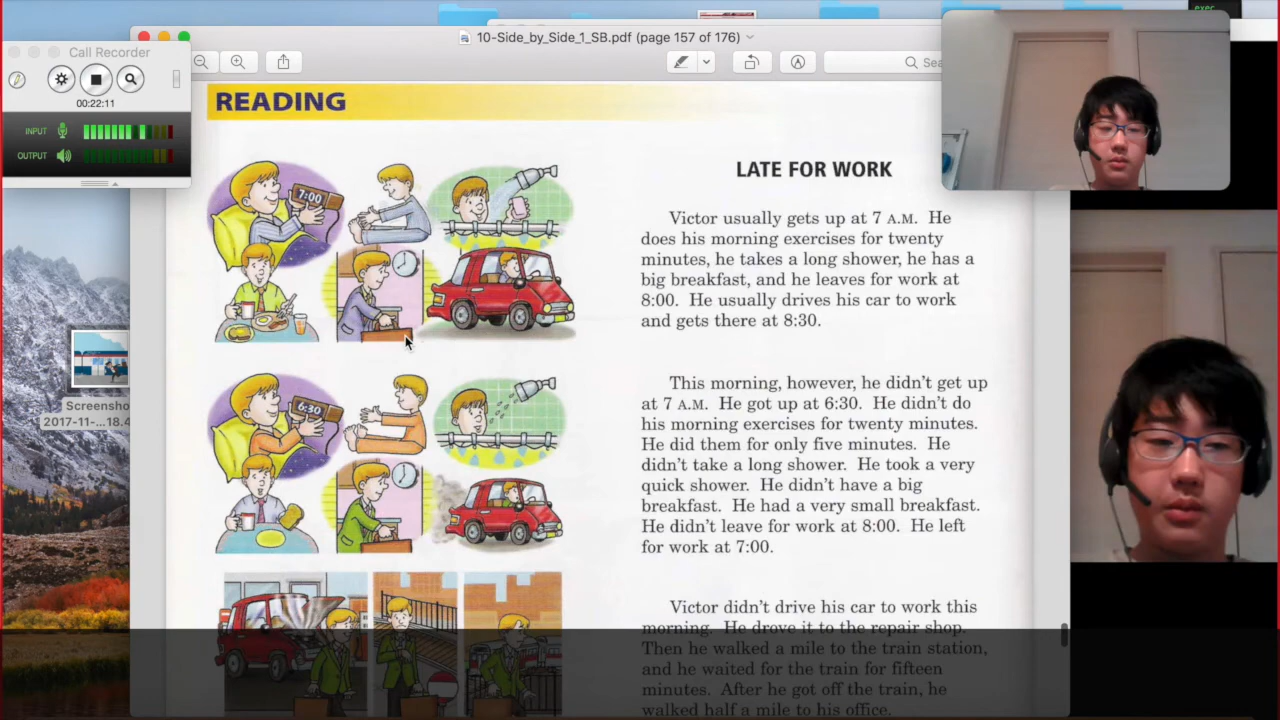 exec
10-Side_by_Side_1_SB.pdf (page 157 of 176)
Call Recorder
00:22:11
INPUT
OUTPUT
READING
7:00
6:30
LATE FOR WORK
Victor usually gets up at 7 A.M. He
does his morning exercises for twenty
minutes, he takes a long shower, he has a
big breakfast, and he leaves for work at
8:00. He usually drives his car to work
and gets there at 8:30.
This morning, however, he didn't get up
at 7 A.M. He got up at 6:30. He didn't do
his morning exercises for twenty minutes.
He did them for only five minutes. He
didn't take a long shower. He took a very
quick shower. He didn't have a big
breakfast. He had a very small breakfast.
He didn't leave for work at 8:00. He left
for work at 7:00.
Victor didn't drive his car to work this
morning. He drove it to the repair shop.
Then he walked a mile to the train station,
and he waited for the train for fifteen
minutes. After he got off the train, he
walked half a mile to his office.
Screensho
2017-11-...18.4